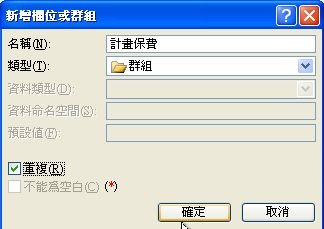 新增欄位或群組
名稱(N):
計畫保費
類型(T):
群組
資料類型(D):
資料命名空間(S):
預設值(F):
重複(R)
不能為空白(C) (*)
確定
取消